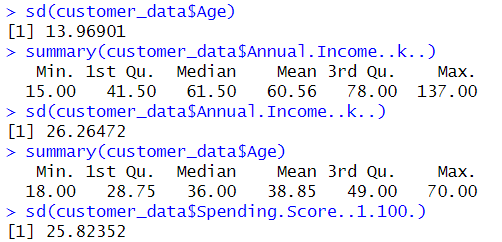 > sd(customer_data$Age)
[1] 13.96901
> summary(customer_data$Annual.Income..k..)
   Min. 1st Qu.  Median    Mean 3rd Qu.    Max.
  15.00   41.50   61.50   60.56   78.00  137.00
> sd(customer_data$Annual.Income..k..)
[1] 26.26472
> summary(customer_data$Age)
   Min. 1st Qu.  Median    Mean 3rd Qu.    Max.
  18.00   28.75   36.00   38.85   49.00   70.00
> sd(customer_data$Spending.Score..1.100.)
[1] 25.82352